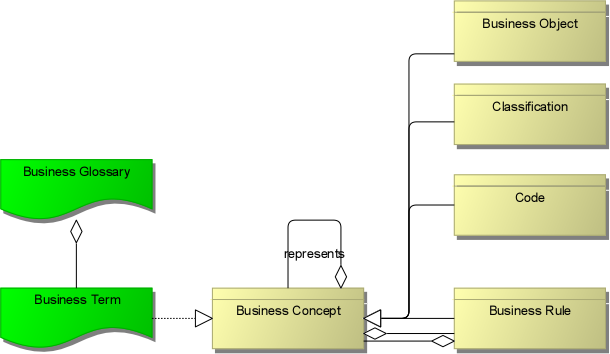 Business Object
Classification
Business Glossary
Code
represents
Business Term
Business Concept
Business Rule